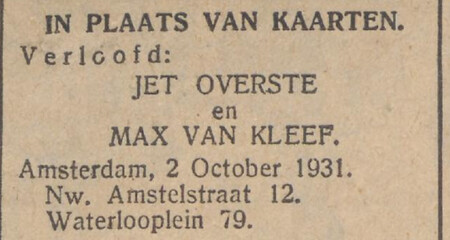 IN PLAATS VAN KAARTEN.
Verloofd:
JET OVERSTE
en
MAX VAN KLEEF.
Amsterdam, 2 October 1931.
Nw. Amstelstraat 12.
Waterlooplein 79.